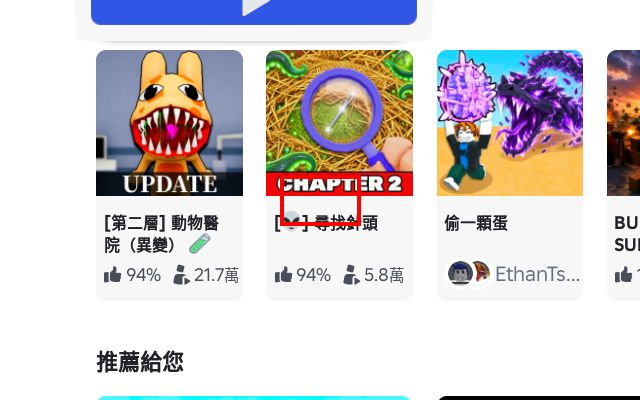 UPDATE
[第二層] 動物醫
院（異變）🧪
94% 21.7萬
CHAPTER 2
[👽] 尋找針頭
94% 5.8萬
偷一顆蛋
EthanTs...
BU
SU
推薦給您